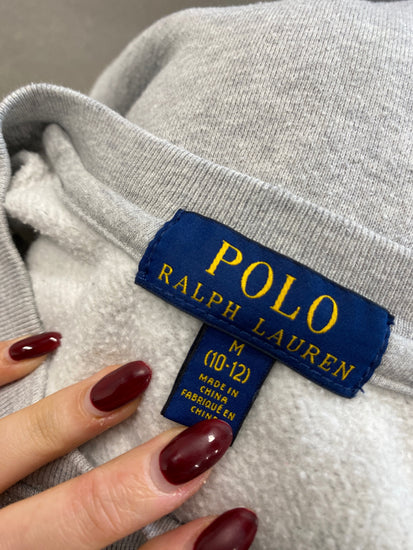 POLO
RALPH LAUREN
M
(10-12)
MADE IN
CHINA
FABRIQUÉ EN
CHINE